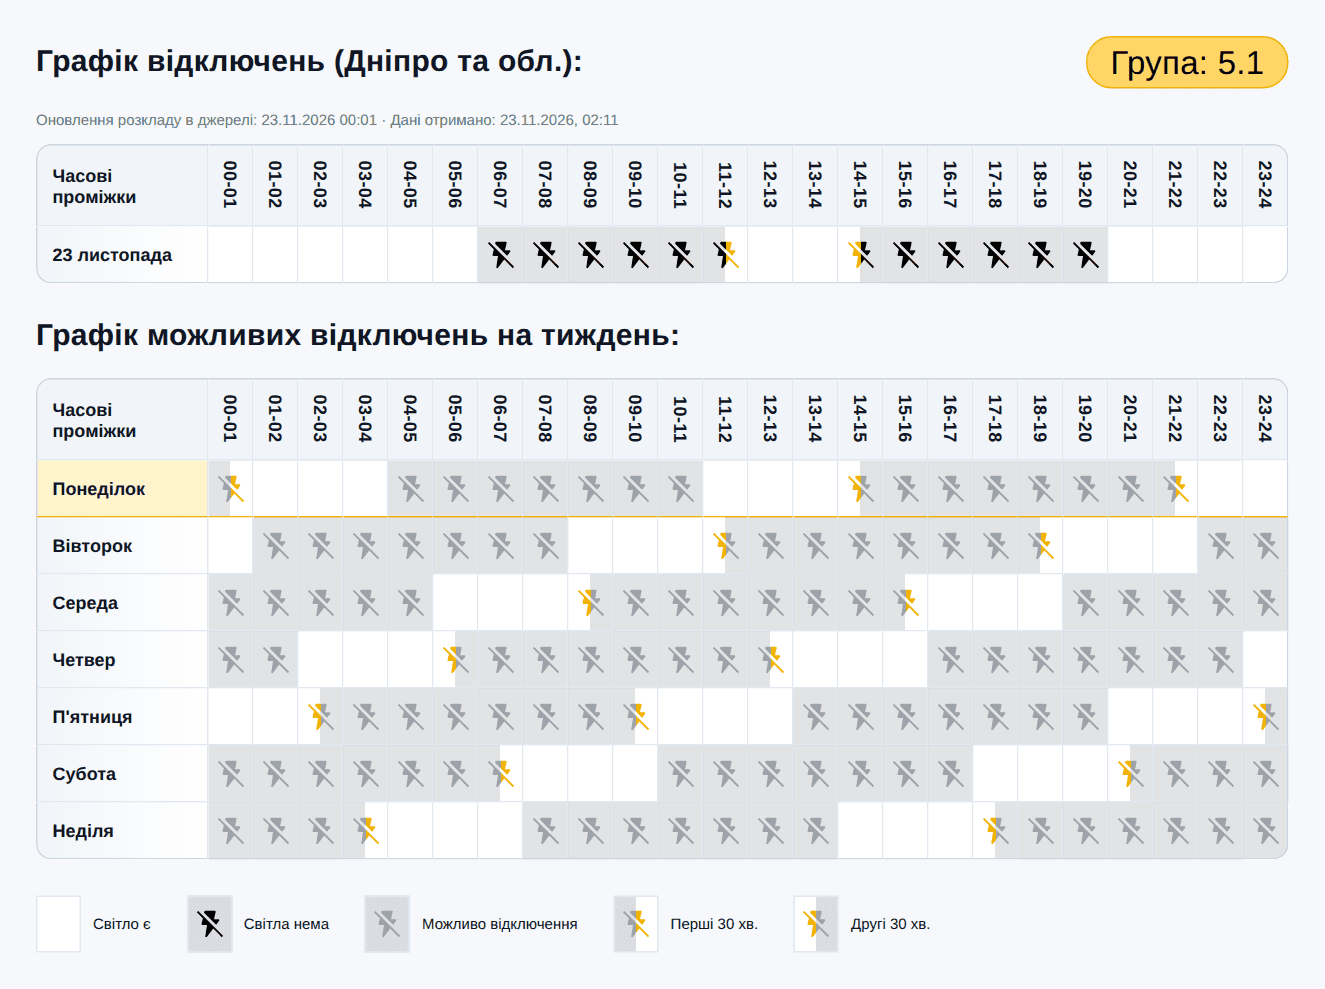 Графік відключень (Дніпро та обл.):
Група: 5.1
Оновлення розкладу в джерелі: 23.11.2026 00:01 · Дані отримано: 23.11.2026, 02:11
Часові проміжки 00-01 01-02 02-03 03-04 04-05 05-06 06-07 07-08 08-09 09-10 10-11 11-12 12-13 13-14 14-15 15-16 16-17 17-18 18-19 19-20 20-21 21-22 22-23 23-24
23 листопада
Графік можливих відключень на тиждень:
Часові проміжки 00-01 01-02 02-03 03-04 04-05 05-06 06-07 07-08 08-09 09-10 10-11 11-12 12-13 13-14 14-15 15-16 16-17 17-18 18-19 19-20 20-21 21-22 22-23 23-24
Понеділок
Вівторок
Середа
Четвер
П'ятниця
Субота
Неділя
Світло є Світла нема Можливо відключення Перші 30 хв. Другі 30 хв.